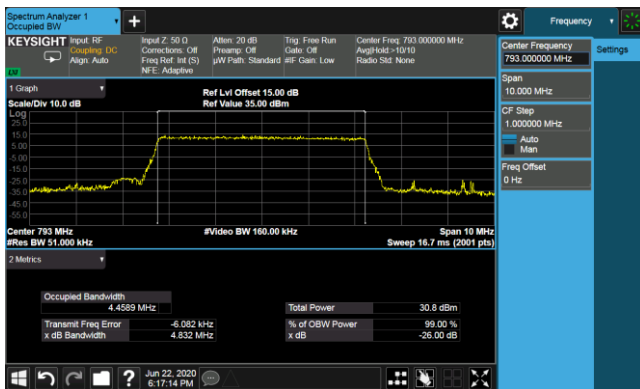 Spectrum Analyzer 1
Occupied BW
Frequency
KEYSIGHT Input: RF
Coupling: DC
Align: Auto
Input Z: 50 Ω
Corrections: Off
Freq Ref: Int (S)
NFE: Adaptive
Atten: 20 dB
Preamp: Off
µW Path: Standard
Trig: Free Run
Gate: Off
#IF Gain: Low
Center Freq: 793.000000 MHz
Avg|Hold:>10/10
Radio Std: None
Center Frequency
793.000000 MHz
Settings
Span
10.000 MHz
CF Step
1.000000 MHz
Auto
Man
Freq Offset
0 Hz
1 Graph
Scale/Div 10.0 dB
Ref Lvl Offset 15.00 dB
Ref Value 35.00 dBm
Log
25.0
15.0
5.00
-5.00
-15.0
-25.0
-35.0
-45.0
-55.0
Center 793 MHz
#Video BW 160.00 kHz
Span 10 MHz
#Res BW 51.000 kHz
Sweep 16.7 ms (2001 pts)
2 Metrics
Occupied Bandwidth
4.4589 MHz
Total Power 30.8 dBm
Transmit Freq Error -6.082 kHz
% of OBW Power 99.00 %
x dB Bandwidth 4.832 MHz
x dB -26.00 dB
?
Jun 22, 2020
6:17:14 PM